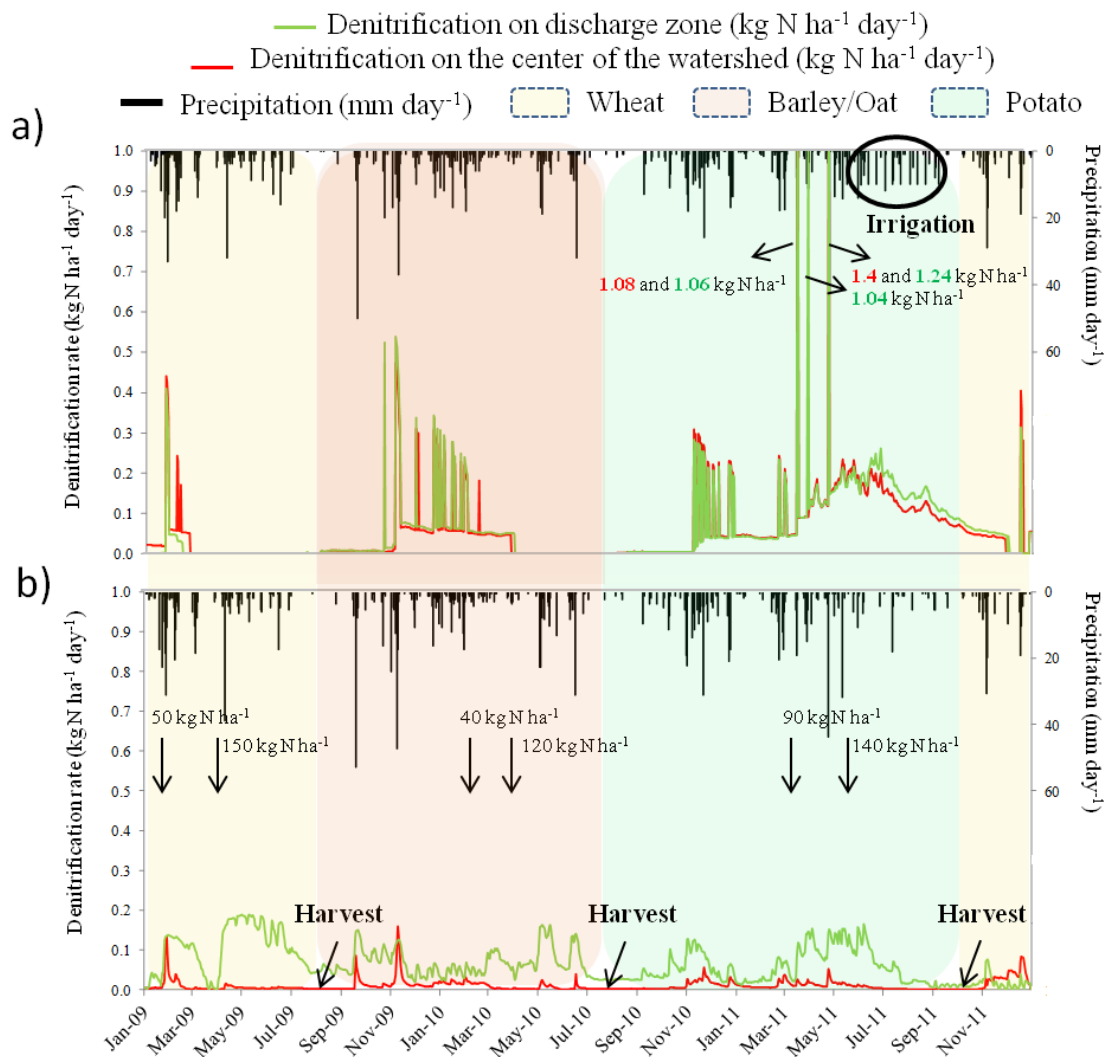 Denitrification on discharge zone (kg N ha⁻¹ day⁻¹)
Denitrification on the center of the watershed (kg N ha⁻¹ day⁻¹)
Precipitation (mm day⁻¹) Wheat Barley/Oat Potato
a)
Denitrification rate (kg N ha⁻¹ day⁻¹)
1.0
0.9
0.8
0.7
0.6
0.5
0.4
0.3
0.2
0.1
0.0
Irrigation
1.08 and 1.06 kg N ha⁻¹
1.4 and 1.24 kg N ha⁻¹
1.04 kg N ha⁻¹
0
20
40
60
Precipitation (mm day⁻¹)
b)
Denitrification rate (kg N ha⁻¹ day⁻¹)
1.0
0.9
0.8
0.7
0.6
0.5
0.4
0.3
0.2
0.1
0.0
50 kg N ha⁻¹
150 kg N ha⁻¹
40 kg N ha⁻¹
120 kg N ha⁻¹
90 kg N ha⁻¹
140 kg N ha⁻¹
Harvest Harvest Harvest
0
20
40
60
Precipitation (mm day⁻¹)
Jan-09 Mar-09 May-09 Jul-09 Sep-09 Nov-09 Jan-10 Mar-10 May-10 Jul-10 Sep-10 Nov-10 Jan-11 Mar-11 May-11 Jul-11 Sep-11 Nov-11